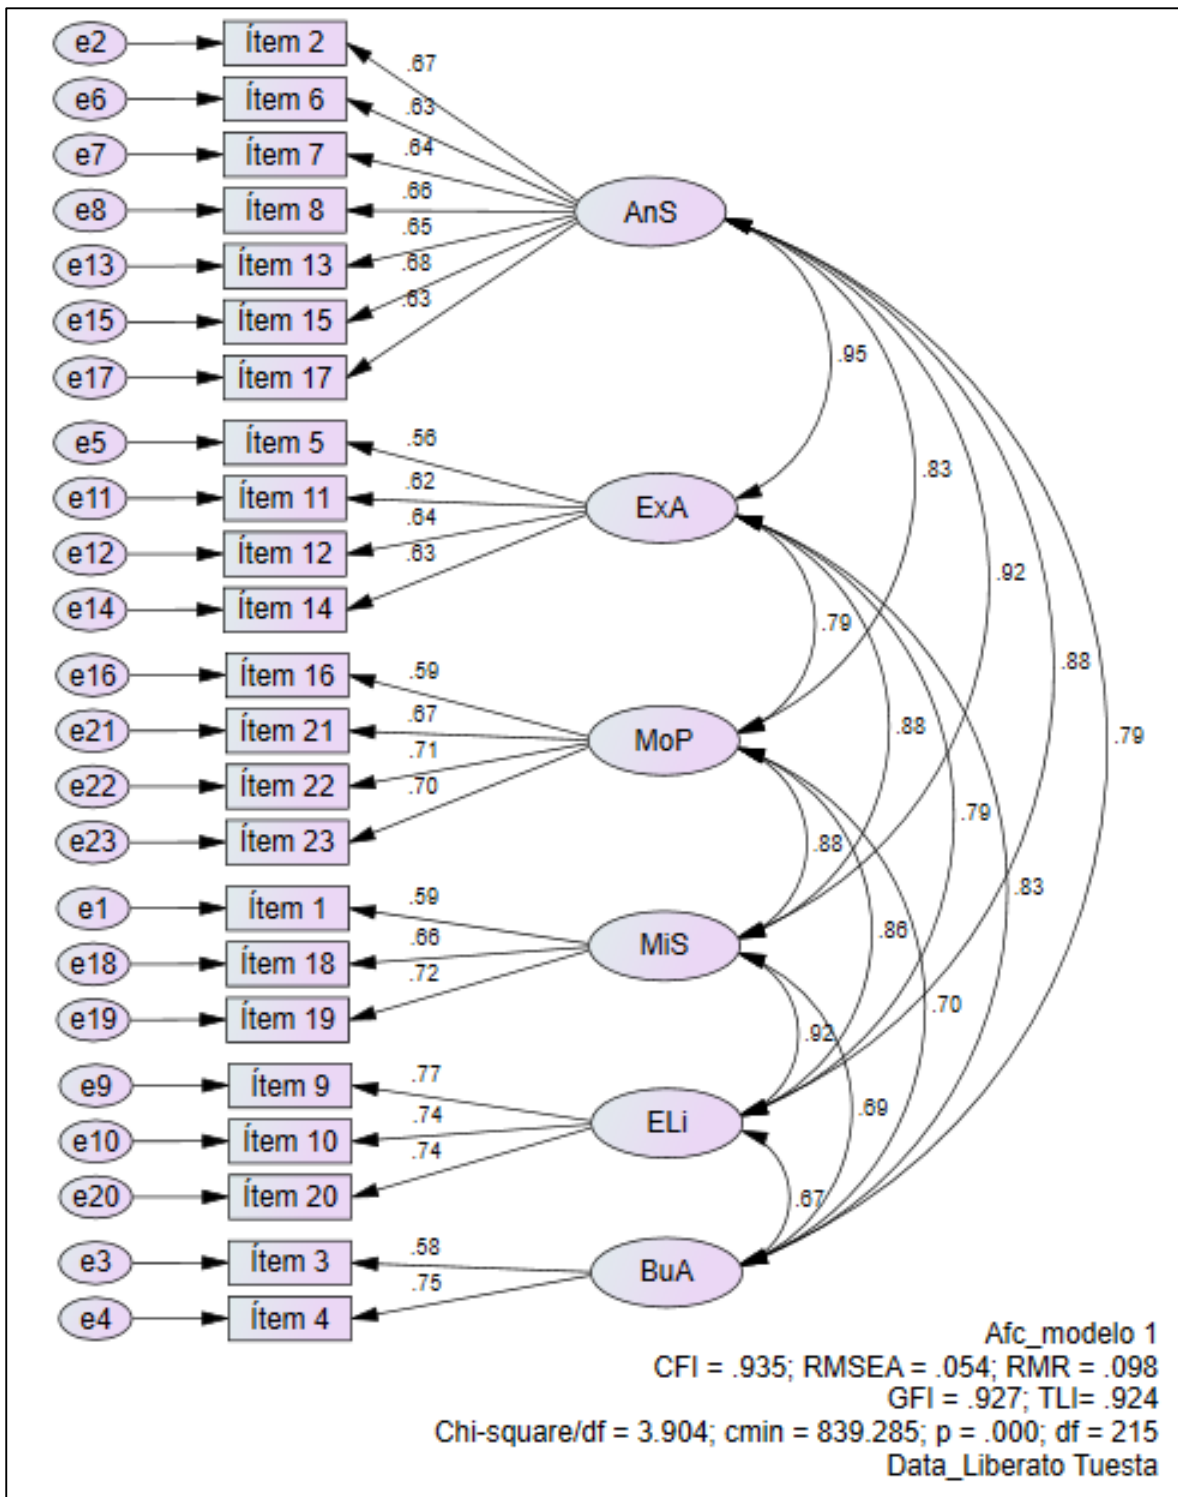 e2 Ítem 2 .67
e6 Ítem 6 .63
e7 Ítem 7 .64
e8 Ítem 8 .66 AnS
e13 Ítem 13 .65
e15 Ítem 15 .68
e17 Ítem 17 .63
.95
e5 Ítem 5 .56
.83
e11 Ítem 11 .62 ExA
e12 Ítem 12 .64
.92
e14 Ítem 14 .63
.79
e16 Ítem 16 .59
.88
e21 Ítem 21 .67 MoP
.88
.79
e22 Ítem 22 .71
.70
.79
e23 Ítem 23
.88
e1 Ítem 1 .59
.83
MiS
.86
e18 Ítem 18 .66
.72
e19 Ítem 19
.70
.92
e9 Ítem 9 .77
.69
e10 Ítem 10 .74 ELi
.74
e20 Ítem 20
.67
e3 Ítem 3 .58
BuA
.75
e4 Ítem 4
Afc_modelo 1
CFI = .935; RMSEA = .054; RMR = .098
GFI = .927; TLI= .924
Chi-square/df = 3.904; cmin = 839.285; p = .000; df = 215
Data_Liberato Tuesta